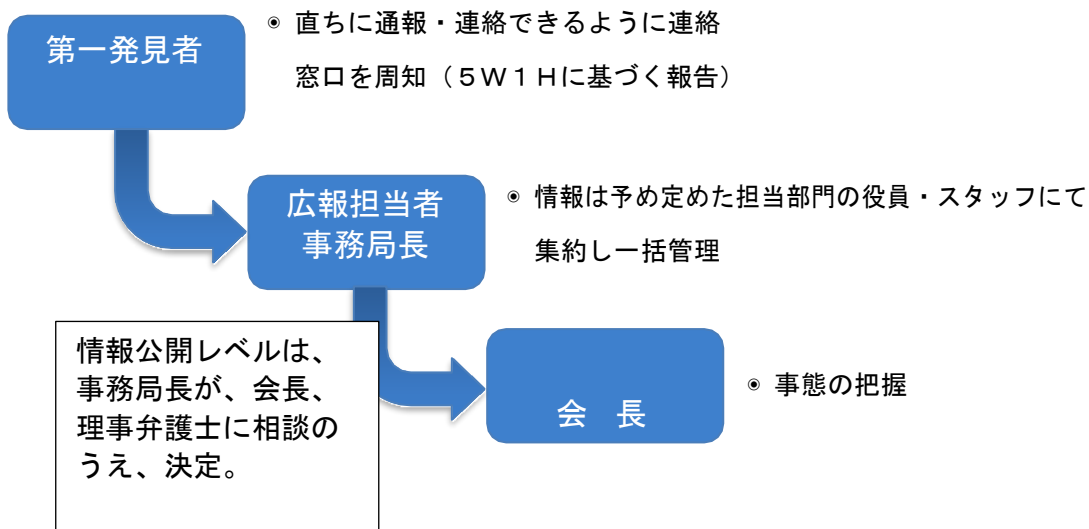 第一発見者
◉ 直ちに通報・連絡できるように連絡
窓口を周知（５Ｗ１Ｈに基づく報告）
広報担当者
事務局長
◉ 情報は予め定めた担当部門の役員・スタッフにて
集約し一括管理
情報公開レベルは、
事務局長が、会長、
理事弁護士に相談の
うえ、決定。
会　長
◉ 事態の把握